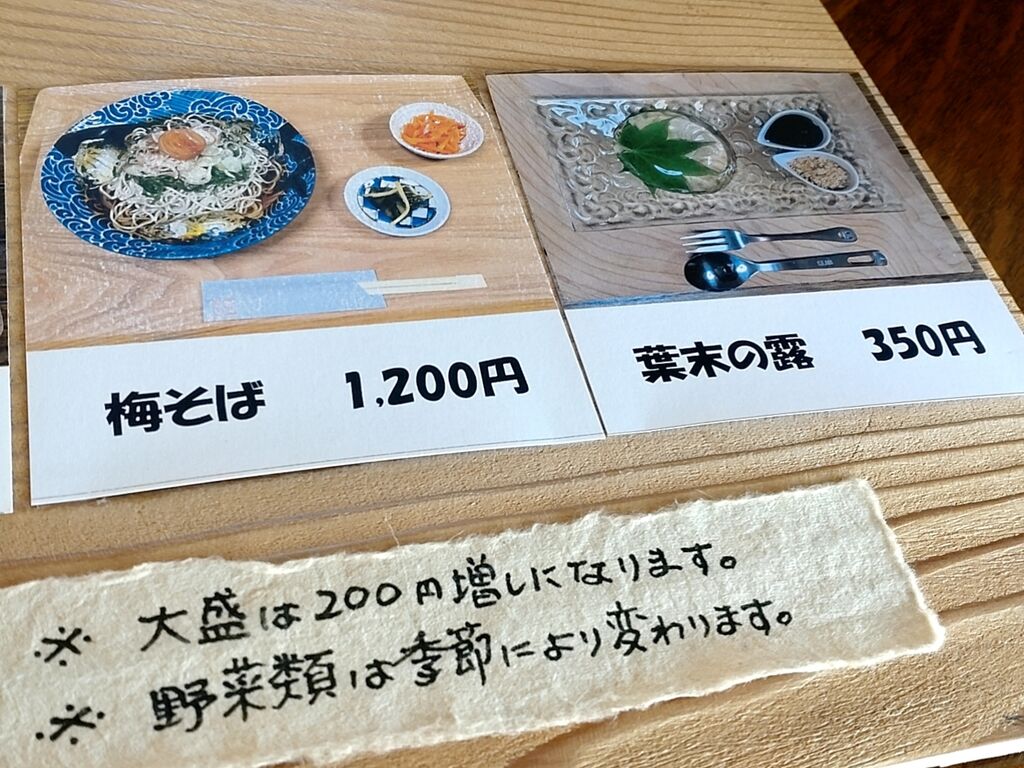 梅そば 1,200円
葉末の露 350円
※ 大盛は200円増しになります。
※ 野菜類は季節により変わります。